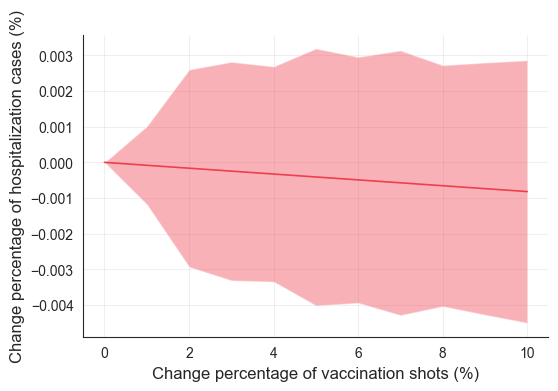 Change percentage of hospitalization cases (%)
0.003
0.002
0.001
0.000
−0.001
−0.002
−0.003
−0.004
0 2 4 6 8 10
Change percentage of vaccination shots (%)